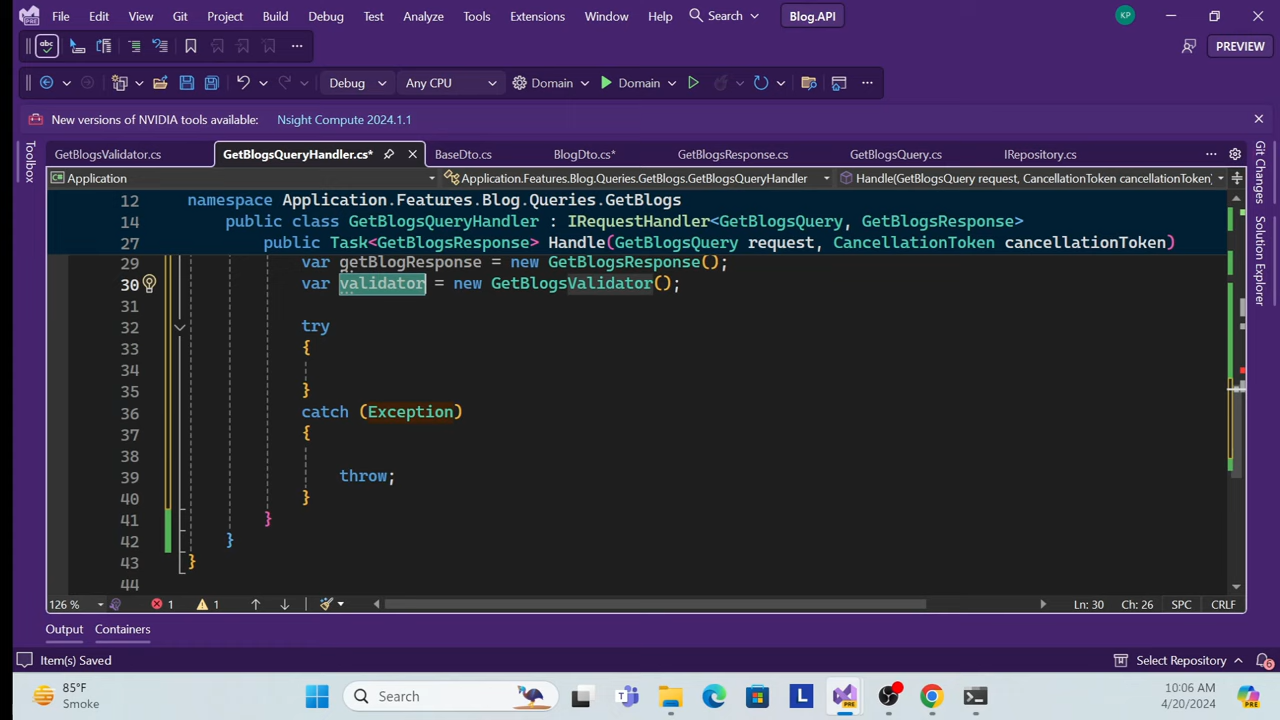 File Edit View Git Project Build Debug Test Analyze Tools Extensions Window Help Search Blog.API KP
abc PREVIEW
Debug Any CPU Domain Domain
New versions of NVIDIA tools available: Nsight Compute 2024.1.1
Toolbox
GetBlogsValidator.cs GetBlogsQueryHandler.cs* BaseDto.cs BlogDto.cs* GetBlogsResponse.cs GetBlogsQuery.cs IRepository.cs
Git Changes
Solution Explorer
Application Application.Features.Blog.Queries.GetBlogs.GetBlogsQueryHandler Handle(GetBlogsQuery request, CancellationToken cancellationToken)
12 namespace Application.Features.Blog.Queries.GetBlogs
14 public class GetBlogsQueryHandler : IRequestHandler<GetBlogsQuery, GetBlogsResponse>
27 public Task<GetBlogsResponse> Handle(GetBlogsQuery request, CancellationToken cancellationToken)
29 var getBlogResponse = new GetBlogsResponse();
30 var validator = new GetBlogsValidator();
31
32 try
33 {
34
35 }
36 catch (Exception)
37 {
38
39 throw;
40 }
41 }
42 }
43 }
44
126 % 1 1 Ln: 30 Ch: 26 SPC CRLF
Output Containers
Item(s) Saved Select Repository 6
85°F
Smoke
Search
PRE
L
PRE
10:06 AM
4/20/2024
PRE